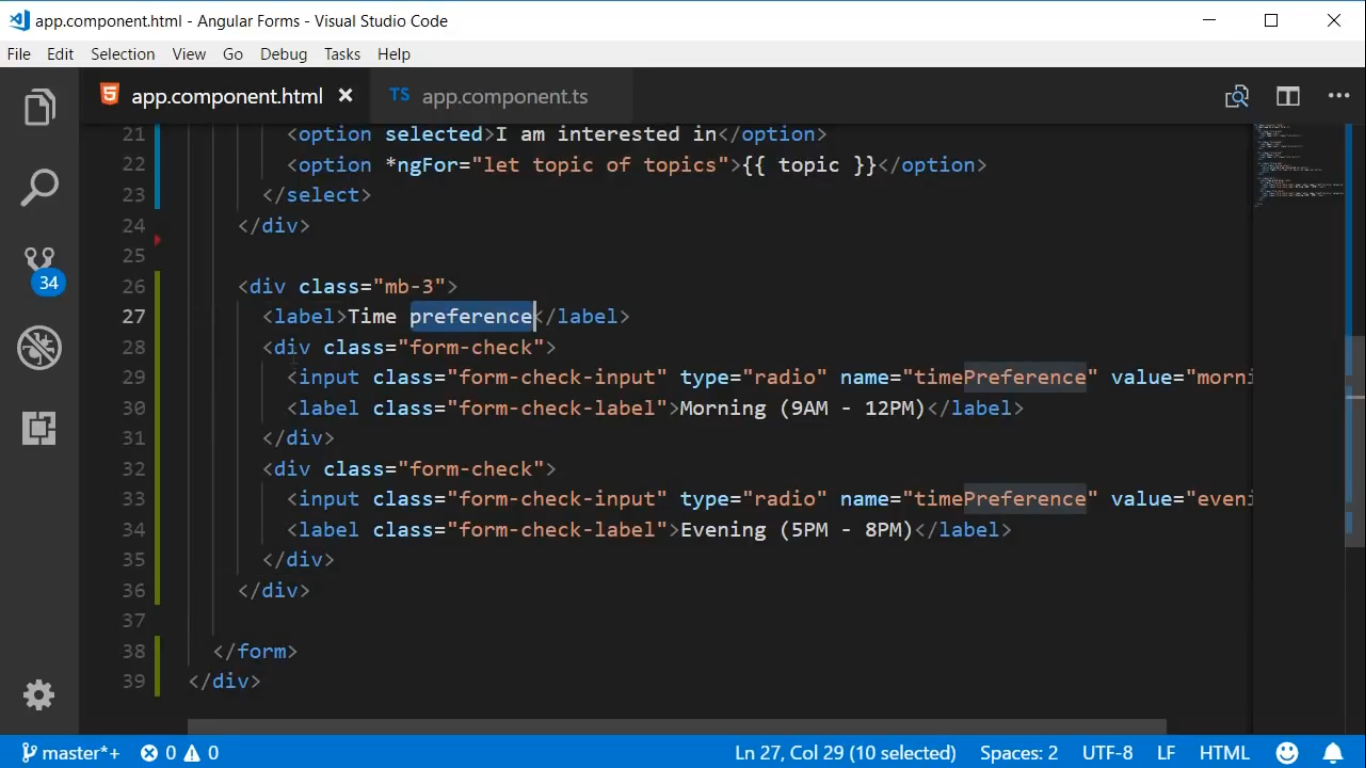 app.component.html - Angular Forms - Visual Studio Code
File Edit Selection View Go Debug Tasks Help
app.component.html TS app.component.ts
21 <option selected>I am interested in</option>
22 <option *ngFor="let topic of topics">{{ topic }}</option>
23 </select>
24 </div>
25
26 <div class="mb-3">
27 <label>Time preference</label>
28 <div class="form-check">
29 <input class="form-check-input" type="radio" name="timePreference" value="morni
30 <label class="form-check-label">Morning (9AM - 12PM)</label>
31 </div>
32 <div class="form-check">
33 <input class="form-check-input" type="radio" name="timePreference" value="eveni
34 <label class="form-check-label">Evening (5PM - 8PM)</label>
35 </div>
36 </div>
37
38 </form>
39 </div>
34
master*+ 0 0 Ln 27, Col 29 (10 selected) Spaces: 2 UTF-8 LF HTML